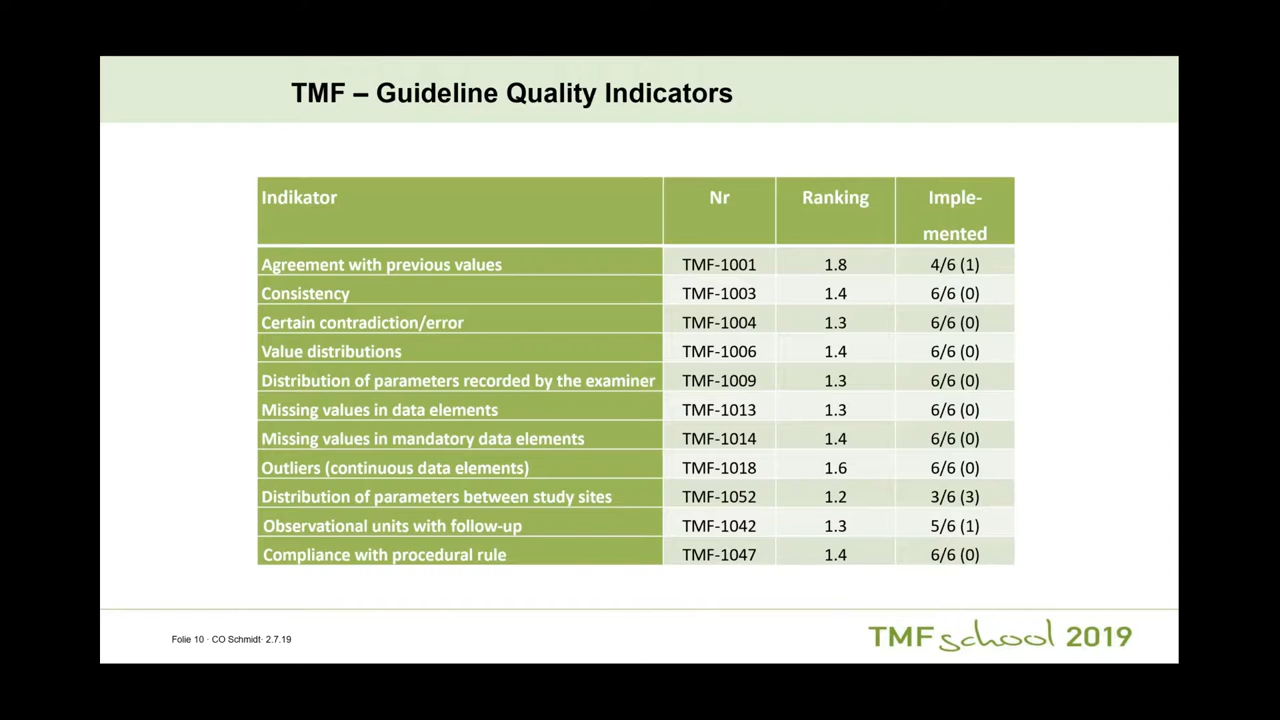 TMF – Guideline Quality Indicators
Indikator Nr Ranking Imple-
mented
Agreement with previous values TMF-1001 1.8 4/6 (1)
Consistency TMF-1003 1.4 6/6 (0)
Certain contradiction/error TMF-1004 1.3 6/6 (0)
Value distributions TMF-1006 1.4 6/6 (0)
Distribution of parameters recorded by the examiner TMF-1009 1.3 6/6 (0)
Missing values in data elements TMF-1013 1.3 6/6 (0)
Missing values in mandatory data elements TMF-1014 1.4 6/6 (0)
Outliers (continuous data elements) TMF-1018 1.6 6/6 (0)
Distribution of parameters between study sites TMF-1052 1.2 3/6 (3)
Observational units with follow-up TMF-1042 1.3 5/6 (1)
Compliance with procedural rule TMF-1047 1.4 6/6 (0)
Folie 10 · CO Schmidt· 2.7.19
TMF school 2019